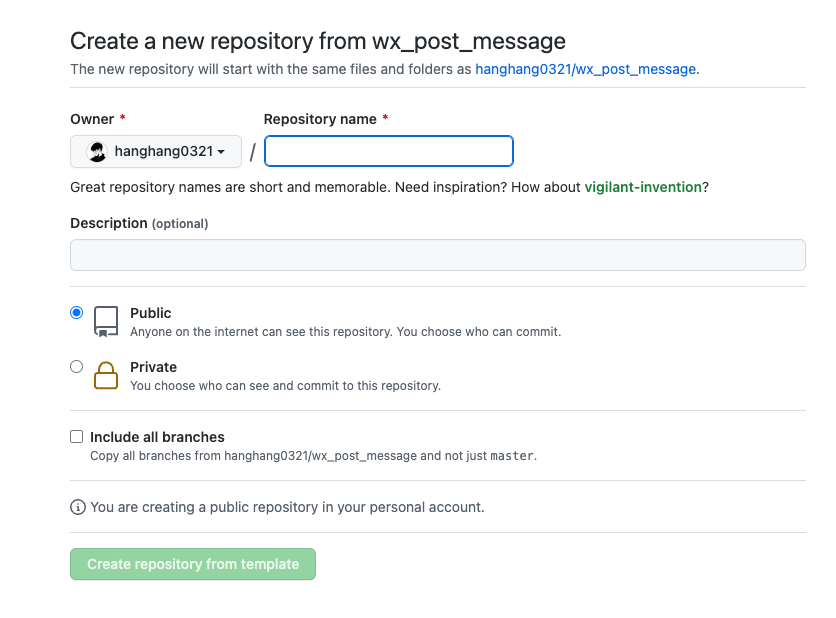 Create a new repository from wx_post_message
The new repository will start with the same files and folders as hanghang0321/wx_post_message.
Owner * Repository name *
hanghang0321 /
Great repository names are short and memorable. Need inspiration? How about vigilant-invention?
Description (optional)
Public
Anyone on the internet can see this repository. You choose who can commit.
Private
You choose who can see and commit to this repository.
Include all branches
Copy all branches from hanghang0321/wx_post_message and not just master.
You are creating a public repository in your personal account.
Create repository from template